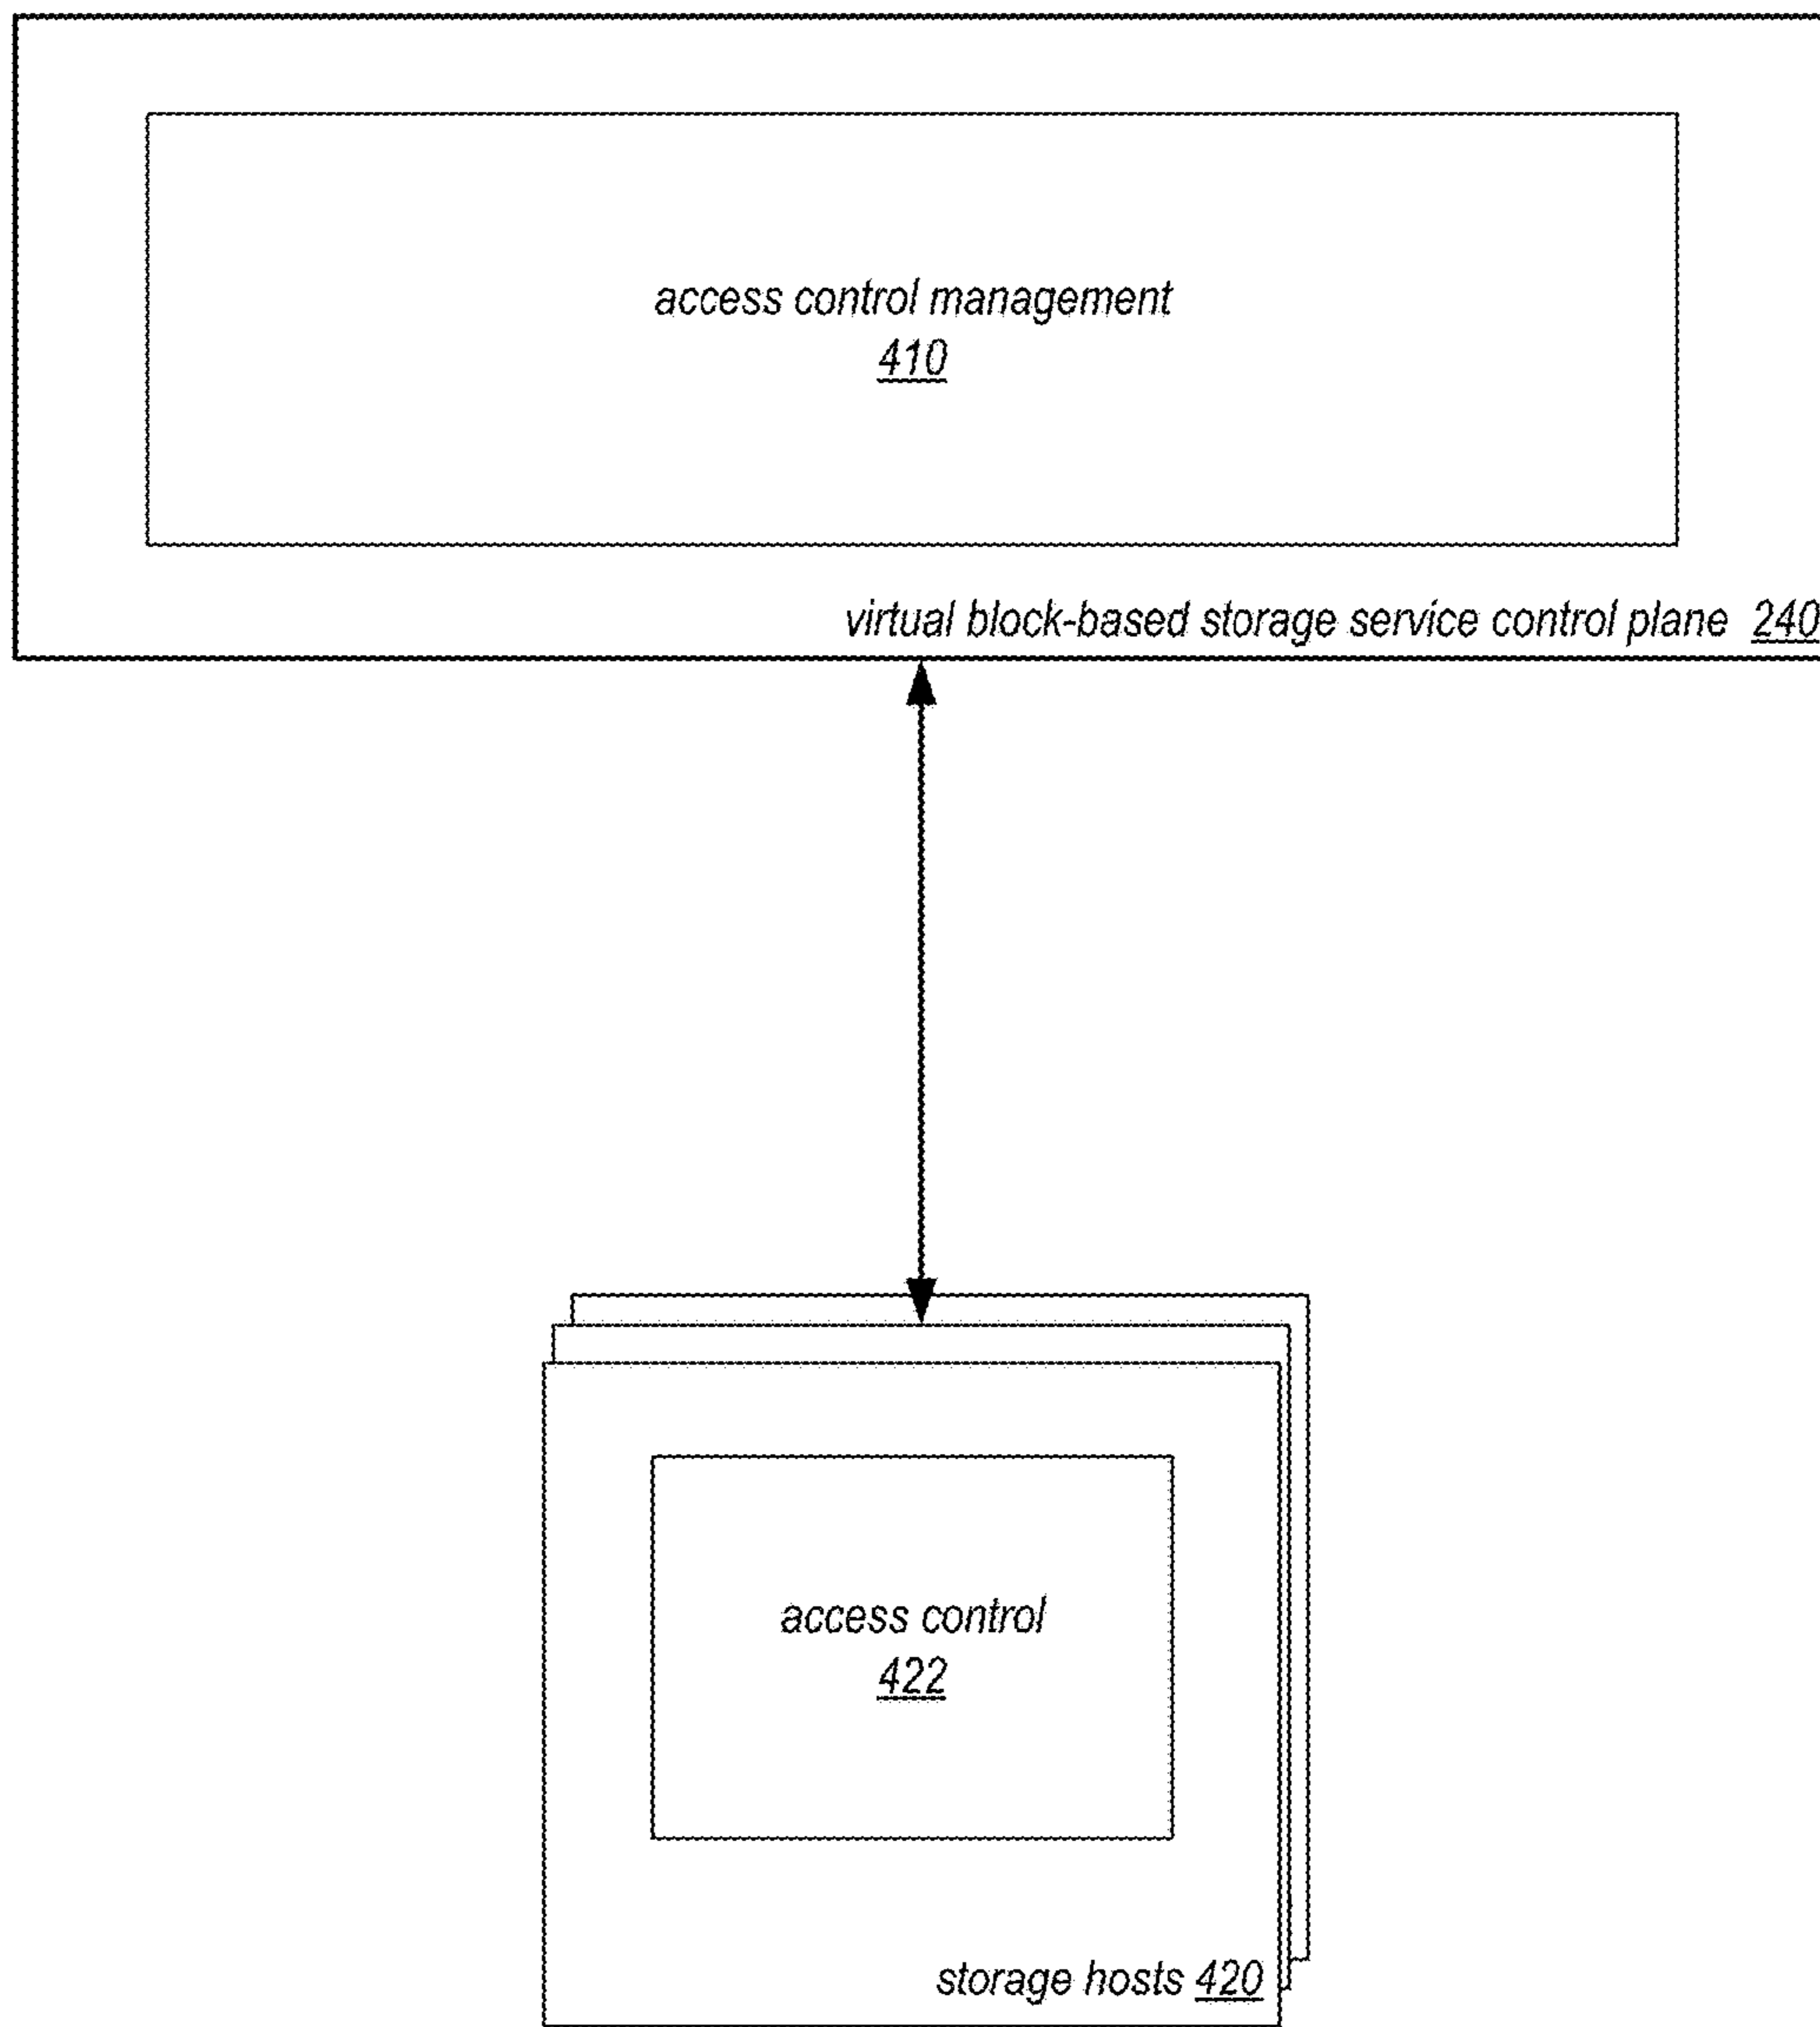 access control management
410
virtual block-based storage service control plane 240
access control
422
storage hosts 420